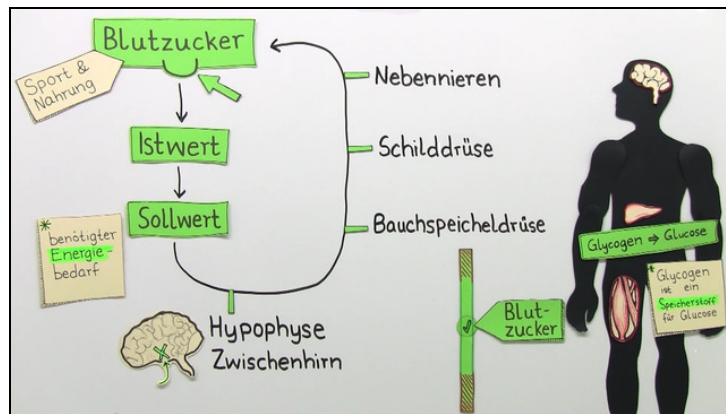 Blutzucker
Sport &
Nahrung
Istwert
Sollwert
* benötigter
Energie-
bedarf
Hypophyse
Zwischenhirn
Nebennieren
Schilddrüse
Bauchspeicheldrüse
Blut-
zucker
Glycogen ⇒ Glucose
* Glycogen
ist ein
Speicherstoff
für Glucose